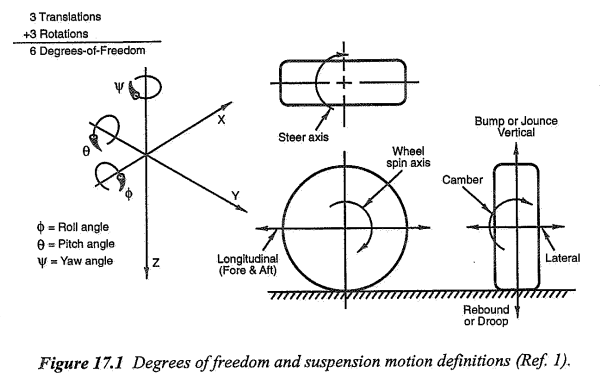 3 Translations
+3 Rotations
6 Degrees-of-Freedom
ψ
X
θ
ϕ
Y
Z
ϕ = Roll angle
θ = Pitch angle
ψ = Yaw angle
Steer axis
Wheel
spin axis
Longitudinal
(Fore & Aft)
Bump or Jounce
Vertical
Camber
Lateral
Rebound
or Droop
Figure 17.1 Degrees of freedom and suspension motion definitions (Ref. 1).